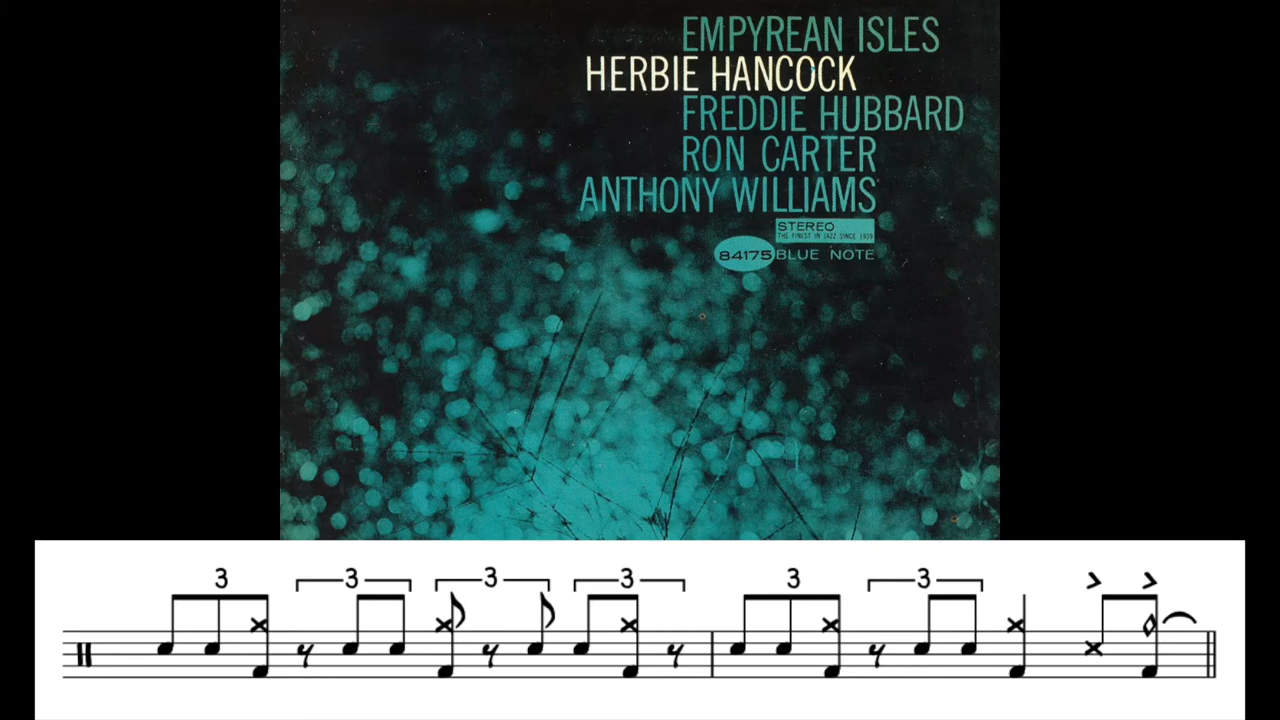 EMPYREAN ISLES
HERBIE HANCOCK
FREDDIE HUBBARD
RON CARTER
ANTHONY WILLIAMS
STEREO
THE FINEST IN JAZZ SINCE 1939
84175 BLUE NOTE
3 3 3 3 3 3